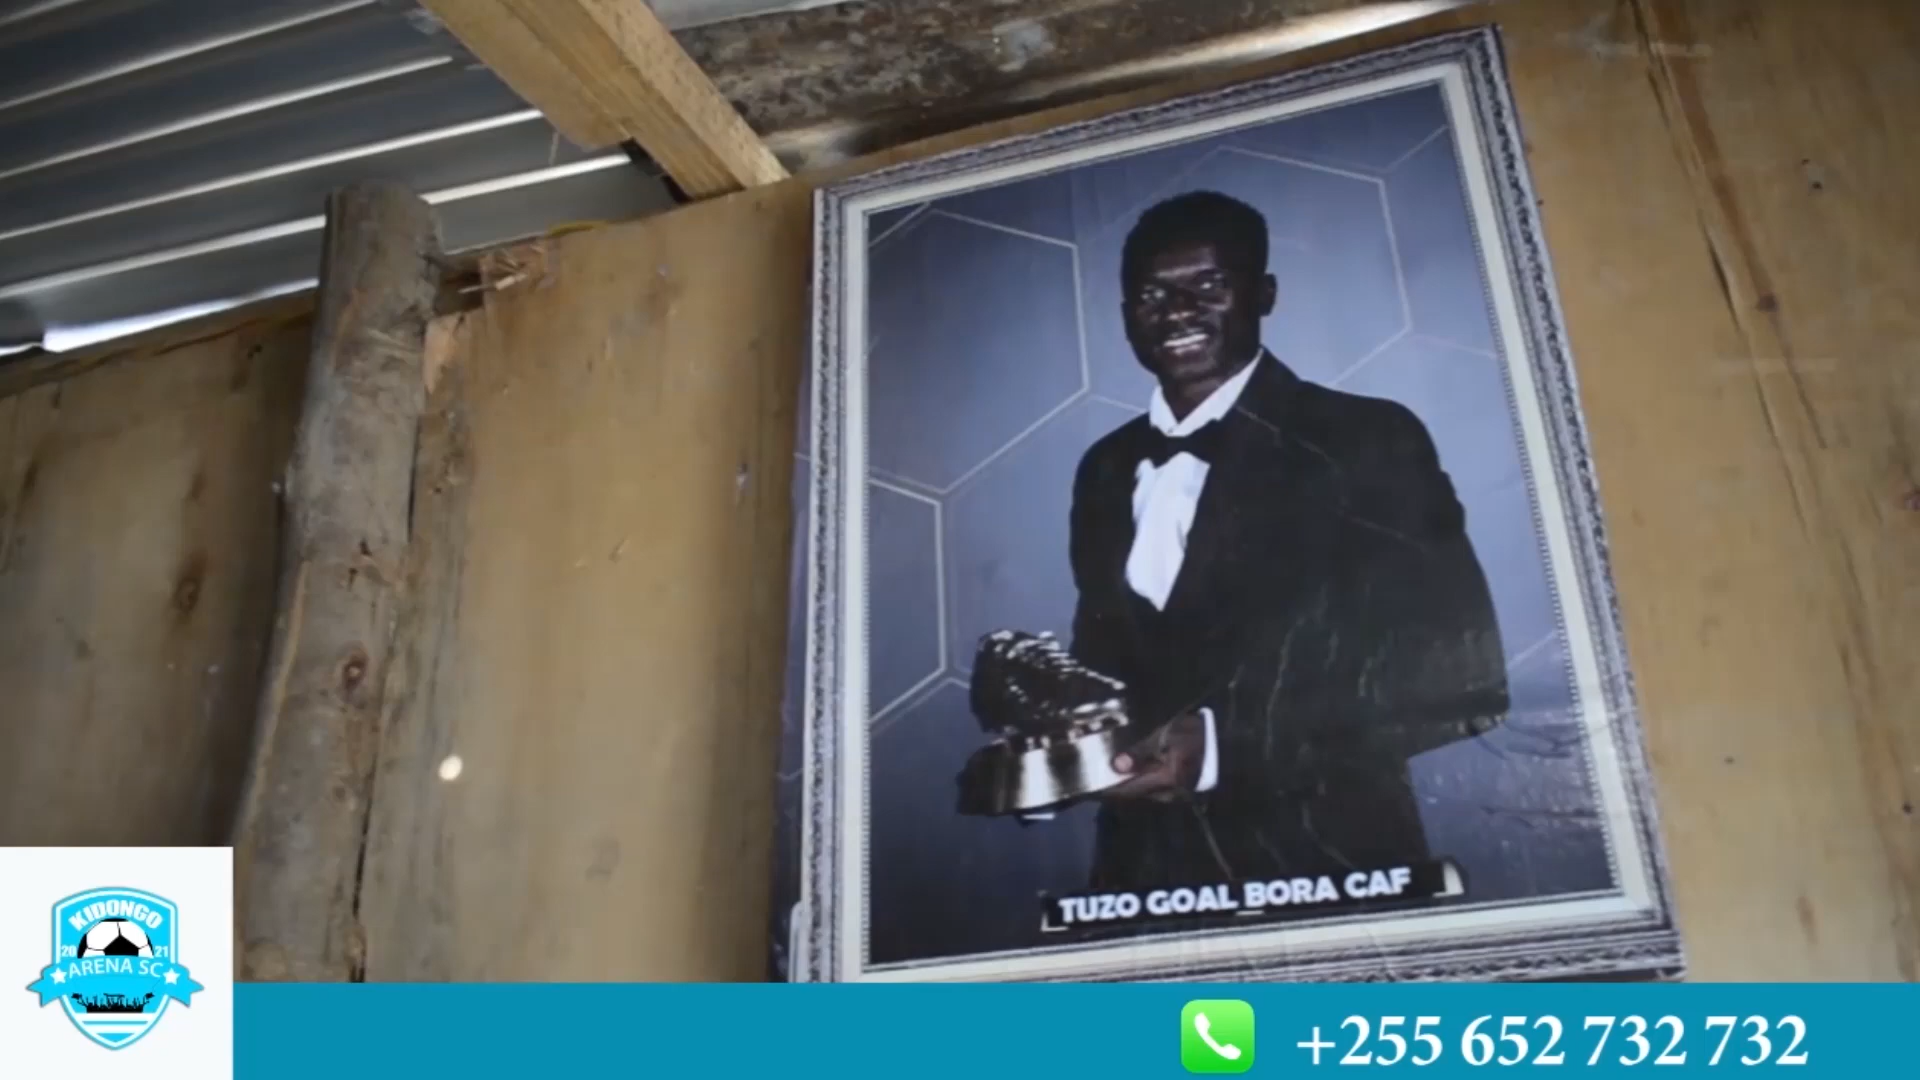 TUZO GOAL BORA CAF
KIDONGO
20 21
ARENA SC
+255 652 732 732